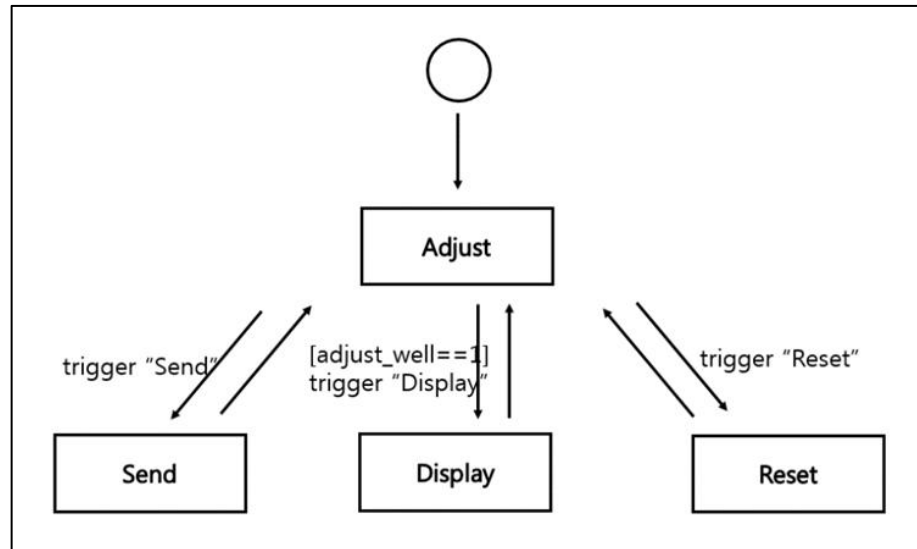 Adjust
trigger “Send”
[adjust_well==1]
trigger “Display”
trigger “Reset”
Send
Display
Reset